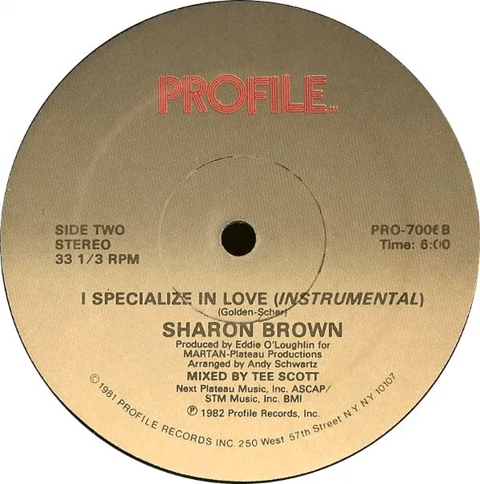 PROFILE™
SIDE TWO
STEREO
33 1/3 RPM
PRO-7006B
Time: 6:00
I SPECIALIZE IN LOVE (INSTRUMENTAL)
(Golden-Scher)
SHARON BROWN
Produced by Eddie O'Loughlin for
MARTAN-Plateau Productions
Arranged by Andy Schwartz
MIXED BY TEE SCOTT
Next Plateau Music, Inc. ASCAP/
STM Music, Inc. BMI
℗ 1982 Profile Records, Inc.
© 1981 PROFILE RECORDS INC. 250 West 57th Street N.Y. NY. 10107